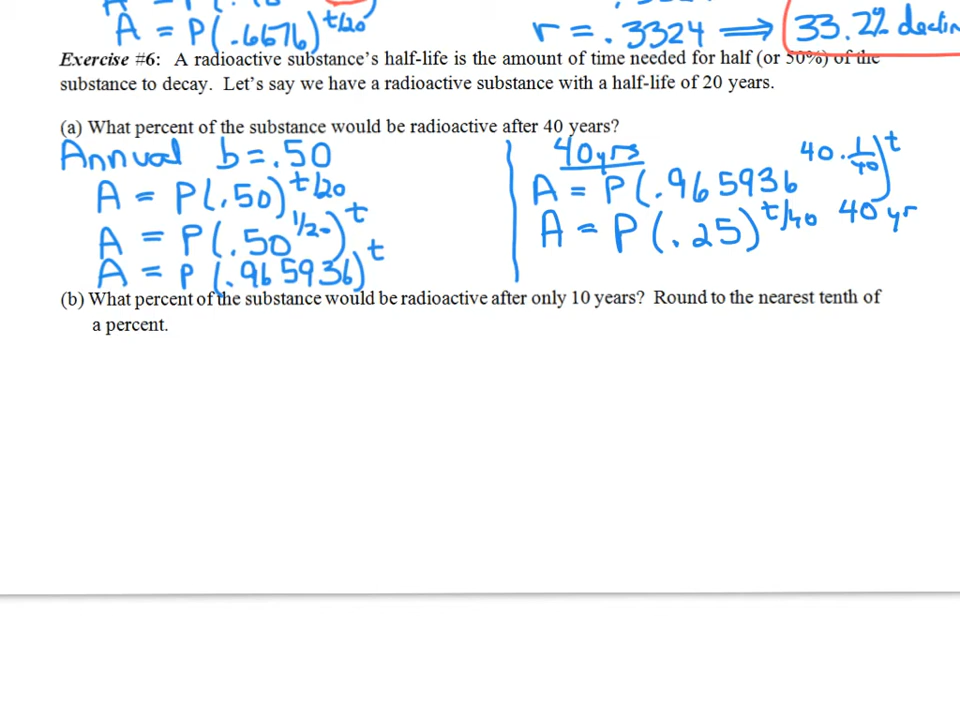 A = P(.6676)^t/20
r = .3324 ⟹ 33.2% declin
Exercise #6: A radioactive substance's half-life is the amount of time needed for half (or 50%) of the
substance to decay. Let's say we have a radioactive substance with a half-life of 20 years.
(a) What percent of the substance would be radioactive after 40 years?
Annual b = .50
A = P(.50)^t/20
A = P(.50^1/20)^t
A = P(.965936)^t
40yrs
A = P(.965936^40·1/40)^t
A = P(.25)^t/40 40 yr
(b) What percent of the substance would be radioactive after only 10 years? Round to the nearest tenth of
a percent.